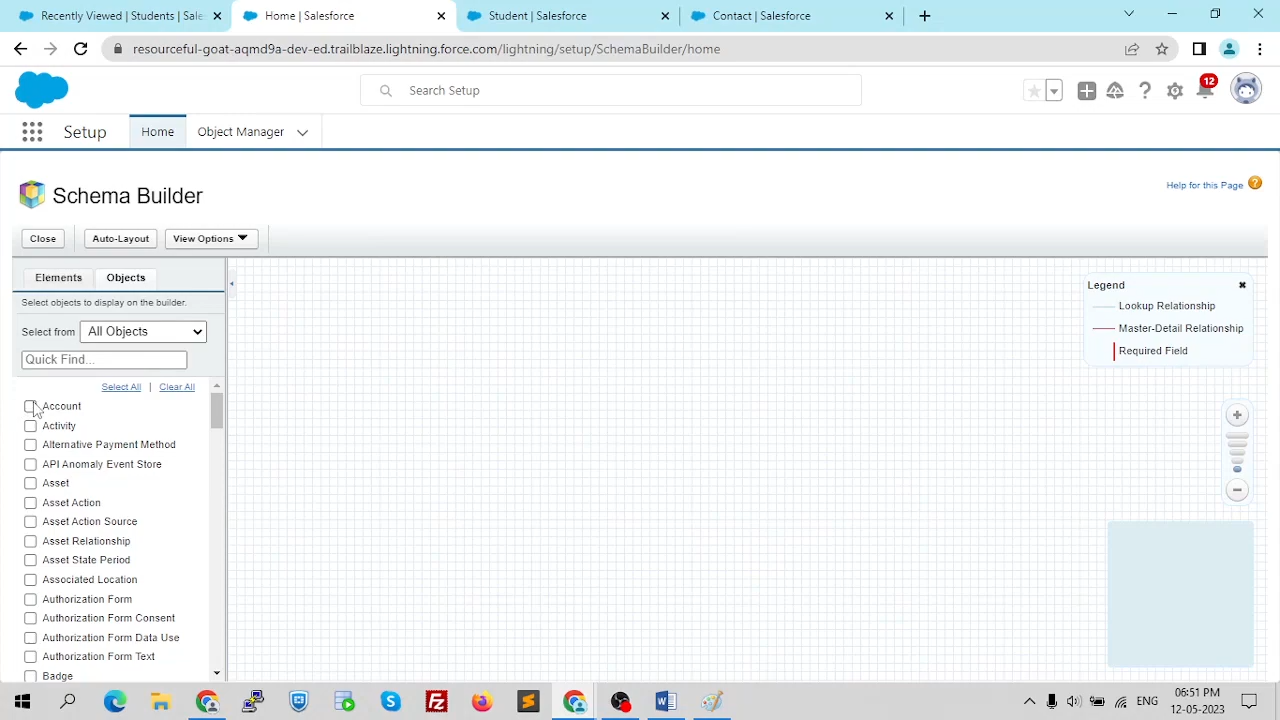 Recently Viewed | Students | Sale
Home | Salesforce
Student | Salesforce
Contact | Salesforce
resourceful-goat-aqmd9a-dev-ed.trailblaze.lightning.force.com/lightning/setup/SchemaBuilder/home
Search Setup
12
Setup
Home
Object Manager
Schema Builder
Help for this Page
Close
Auto-Layout
View Options
Elements
Objects
Select objects to display on the builder.
Select from All Objects
Quick Find...
Select All | Clear All
Account
Activity
Alternative Payment Method
API Anomaly Event Store
Asset
Asset Action
Asset Action Source
Asset Relationship
Asset State Period
Associated Location
Authorization Form
Authorization Form Consent
Authorization Form Data Use
Authorization Form Text
Badge
Legend
Lookup Relationship
Master-Detail Relationship
Required Field
ENG
06:51 PM
12-05-2023